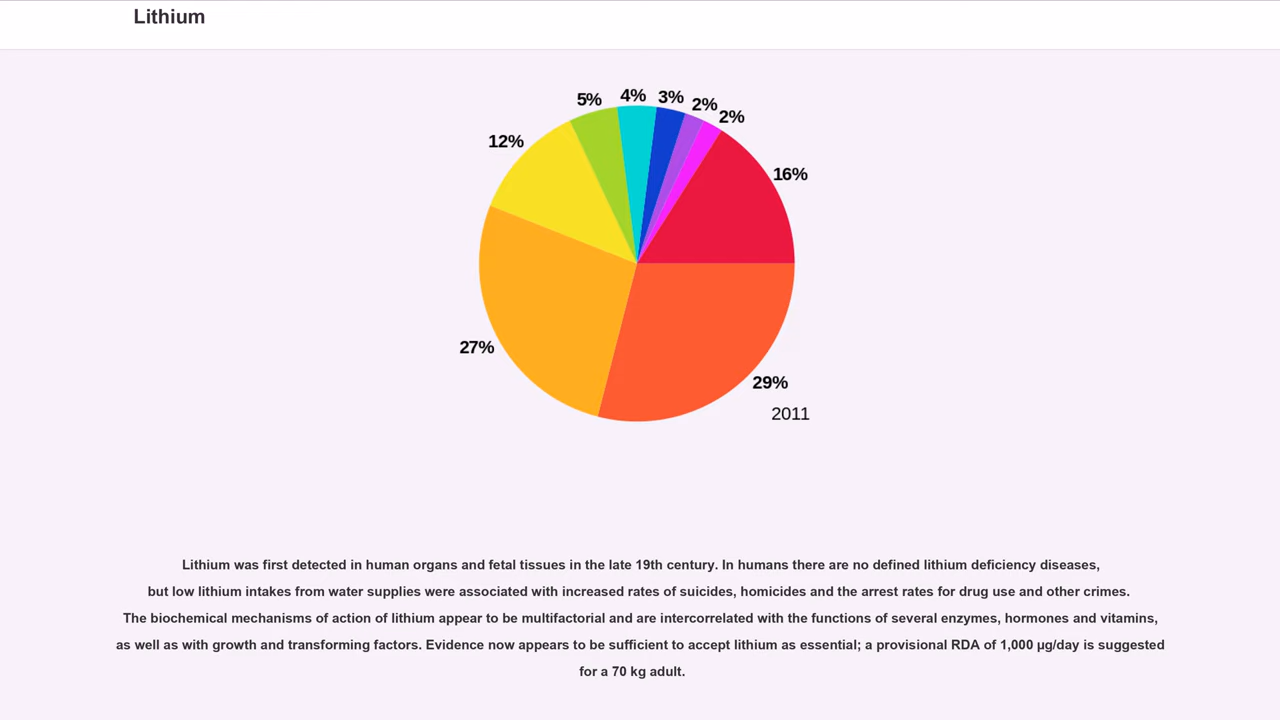 Lithium
5%
4%
3%
2%
2%
12%
16%
27%
29%
2011
Lithium was first detected in human organs and fetal tissues in the late 19th century. In humans there are no defined lithium deficiency diseases,
but low lithium intakes from water supplies were associated with increased rates of suicides, homicides and the arrest rates for drug use and other crimes.
The biochemical mechanisms of action of lithium appear to be multifactorial and are intercorrelated with the functions of several enzymes, hormones and vitamins,
as well as with growth and transforming factors. Evidence now appears to be sufficient to accept lithium as essential; a provisional RDA of 1,000 µg/day is suggested
for a 70 kg adult.